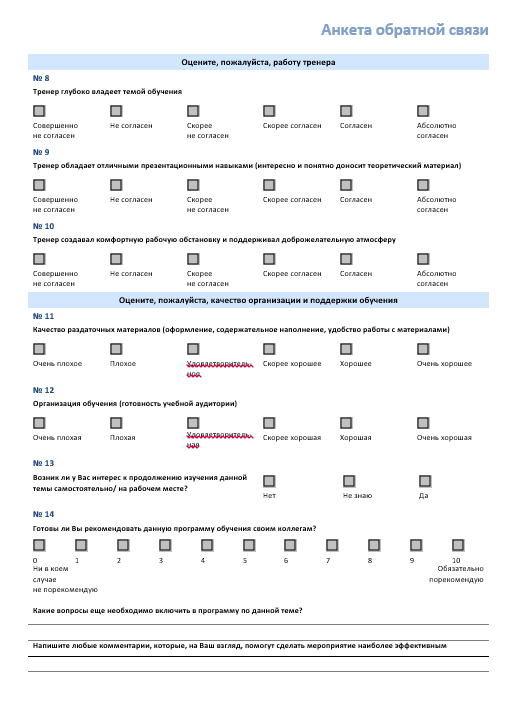 Анкета обратной связи
Оцените, пожалуйста, работу тренера
№ 8
Тренер глубоко владеет темой обучения
Совершенно не согласен
Не согласен
Скорее не согласен
Скорее согласен
Согласен
Абсолютно согласен
№ 9
Тренер обладает отличными презентационными навыками (интересно и понятно доносит теоретический материал)
Совершенно не согласен
Не согласен
Скорее не согласен
Скорее согласен
Согласен
Абсолютно согласен
№ 10
Тренер создавал комфортную рабочую обстановку и поддерживал доброжелательную атмосферу
Совершенно не согласен
Не согласен
Скорее не согласен
Скорее согласен
Согласен
Абсолютно согласен
Оцените, пожалуйста, качество организации и поддержки обучения
№ 11
Качество раздаточных материалов (оформление, содержательное наполнение, удобство работы с материалами)
Очень плохое
Плохое
Удовлетворитель-
ное
Скорее хорошее
Хорошее
Очень хорошее
№ 12
Организация обучения (готовность учебной аудитории)
Очень плохая
Плохая
Удовлетворитель-
ная
Скорее хорошая
Хорошая
Очень хорошая
№ 13
Возник ли у Вас интерес к продолжению изучения данной
темы самостоятельно/ на рабочем месте?
Нет
Не знаю
Да
№ 14
Готовы ли Вы рекомендовать данную программу обучения своим коллегам?
0 1 2 3 4 5 6 7 8 9 10
Ни в коем
случае
не порекомендую
Обязательно
порекомендую
Какие вопросы еще необходимо включить в программу по данной теме?
Напишите любые комментарии, которые, на Ваш взгляд, помогут сделать мероприятие наиболее эффективным